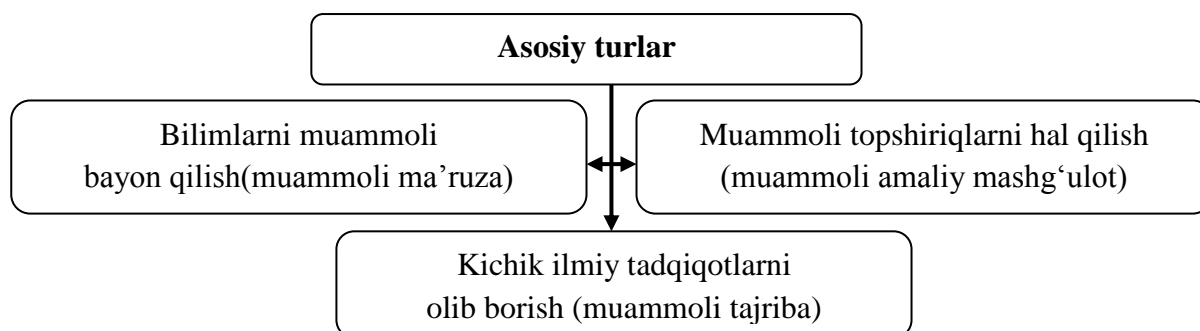 Asosiy turlar
Bilimlarni muammoli
bayon qilish(muammoli ma’ruza)
Muammoli topshiriqlarni hal qilish
(muammoli amaliy mashg‘ulot)
Kichik ilmiy tadqiqotlarni
olib borish (muammoli tajriba)